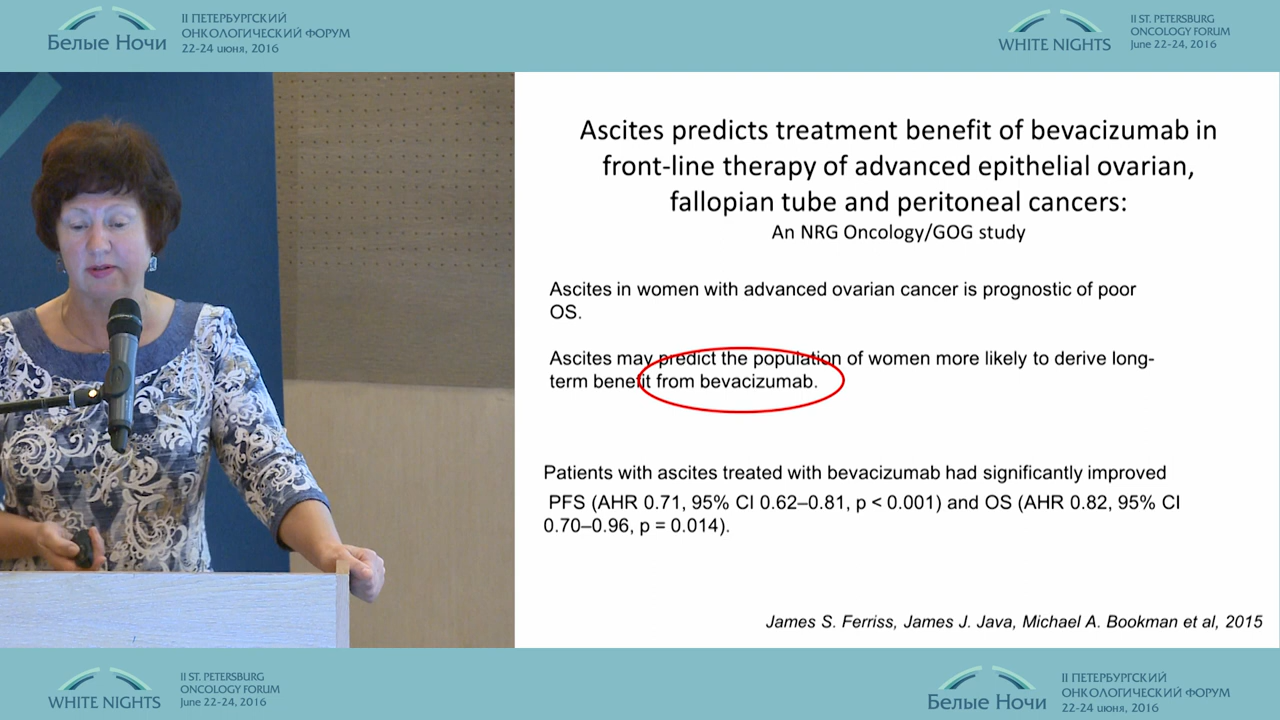 Белые Ночи
II ПЕТЕРБУРГСКИЙ
ОНКОЛОГИЧЕСКИЙ ФОРУМ
22-24 июня, 2016
WHITE NIGHTS
II ST. PETERSBURG
ONCOLOGY FORUM
June 22-24, 2016
Ascites predicts treatment benefit of bevacizumab in
front-line therapy of advanced epithelial ovarian,
fallopian tube and peritoneal cancers:
An NRG Oncology/GOG study
Ascites in women with advanced ovarian cancer is prognostic of poor
OS.
Ascites may predict the population of women more likely to derive long-
term benefit from bevacizumab.
Patients with ascites treated with bevacizumab had significantly improved
PFS (AHR 0.71, 95% CI 0.62–0.81, p < 0.001) and OS (AHR 0.82, 95% CI
0.70–0.96, p = 0.014).
James S. Ferriss, James J. Java, Michael A. Bookman et al, 2015
WHITE NIGHTS
II ST. PETERSBURG
ONCOLOGY FORUM
June 22-24, 2016
Белые Ночи
II ПЕТЕРБУРГСКИЙ
ОНКОЛОГИЧЕСКИЙ ФОРУМ
22-24 июня, 2016